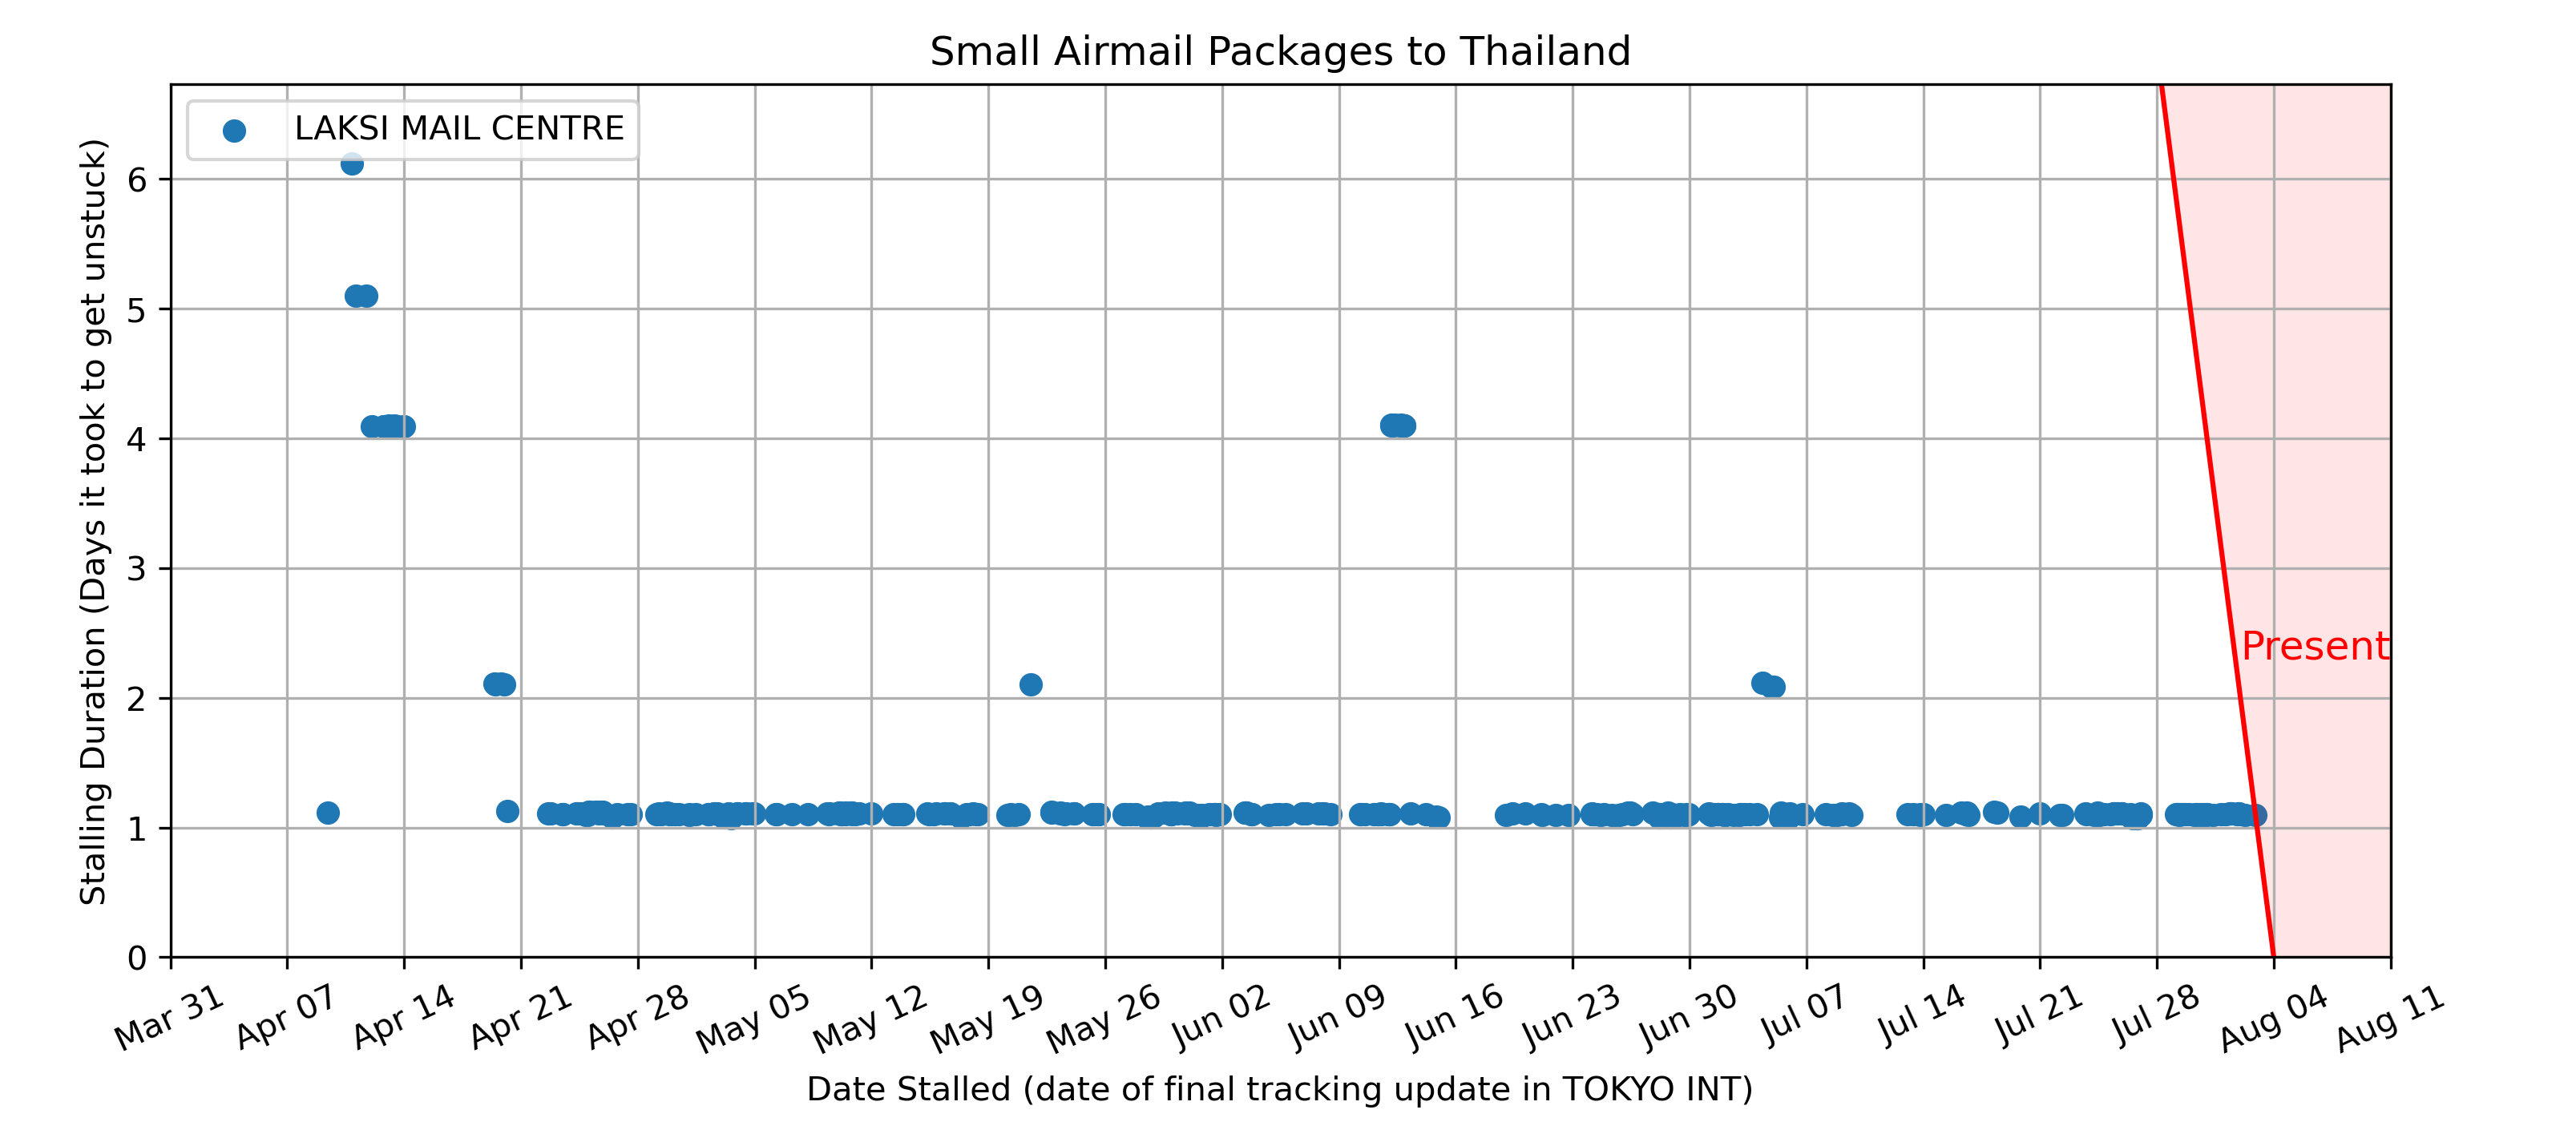 Small Airmail Packages to Thailand
LAKSI MAIL CENTRE
Stalling Duration (Days it took to get unstuck)
6
5
4
3
2
1
0
Present
Mar 31 Apr 07 Apr 14 Apr 21 Apr 28 May 05 May 12 May 19 May 26 Jun 02 Jun 09 Jun 16 Jun 23 Jun 30 Jul 07 Jul 14 Jul 21 Jul 28 Aug 04 Aug 11
Date Stalled (date of final tracking update in TOKYO INT)